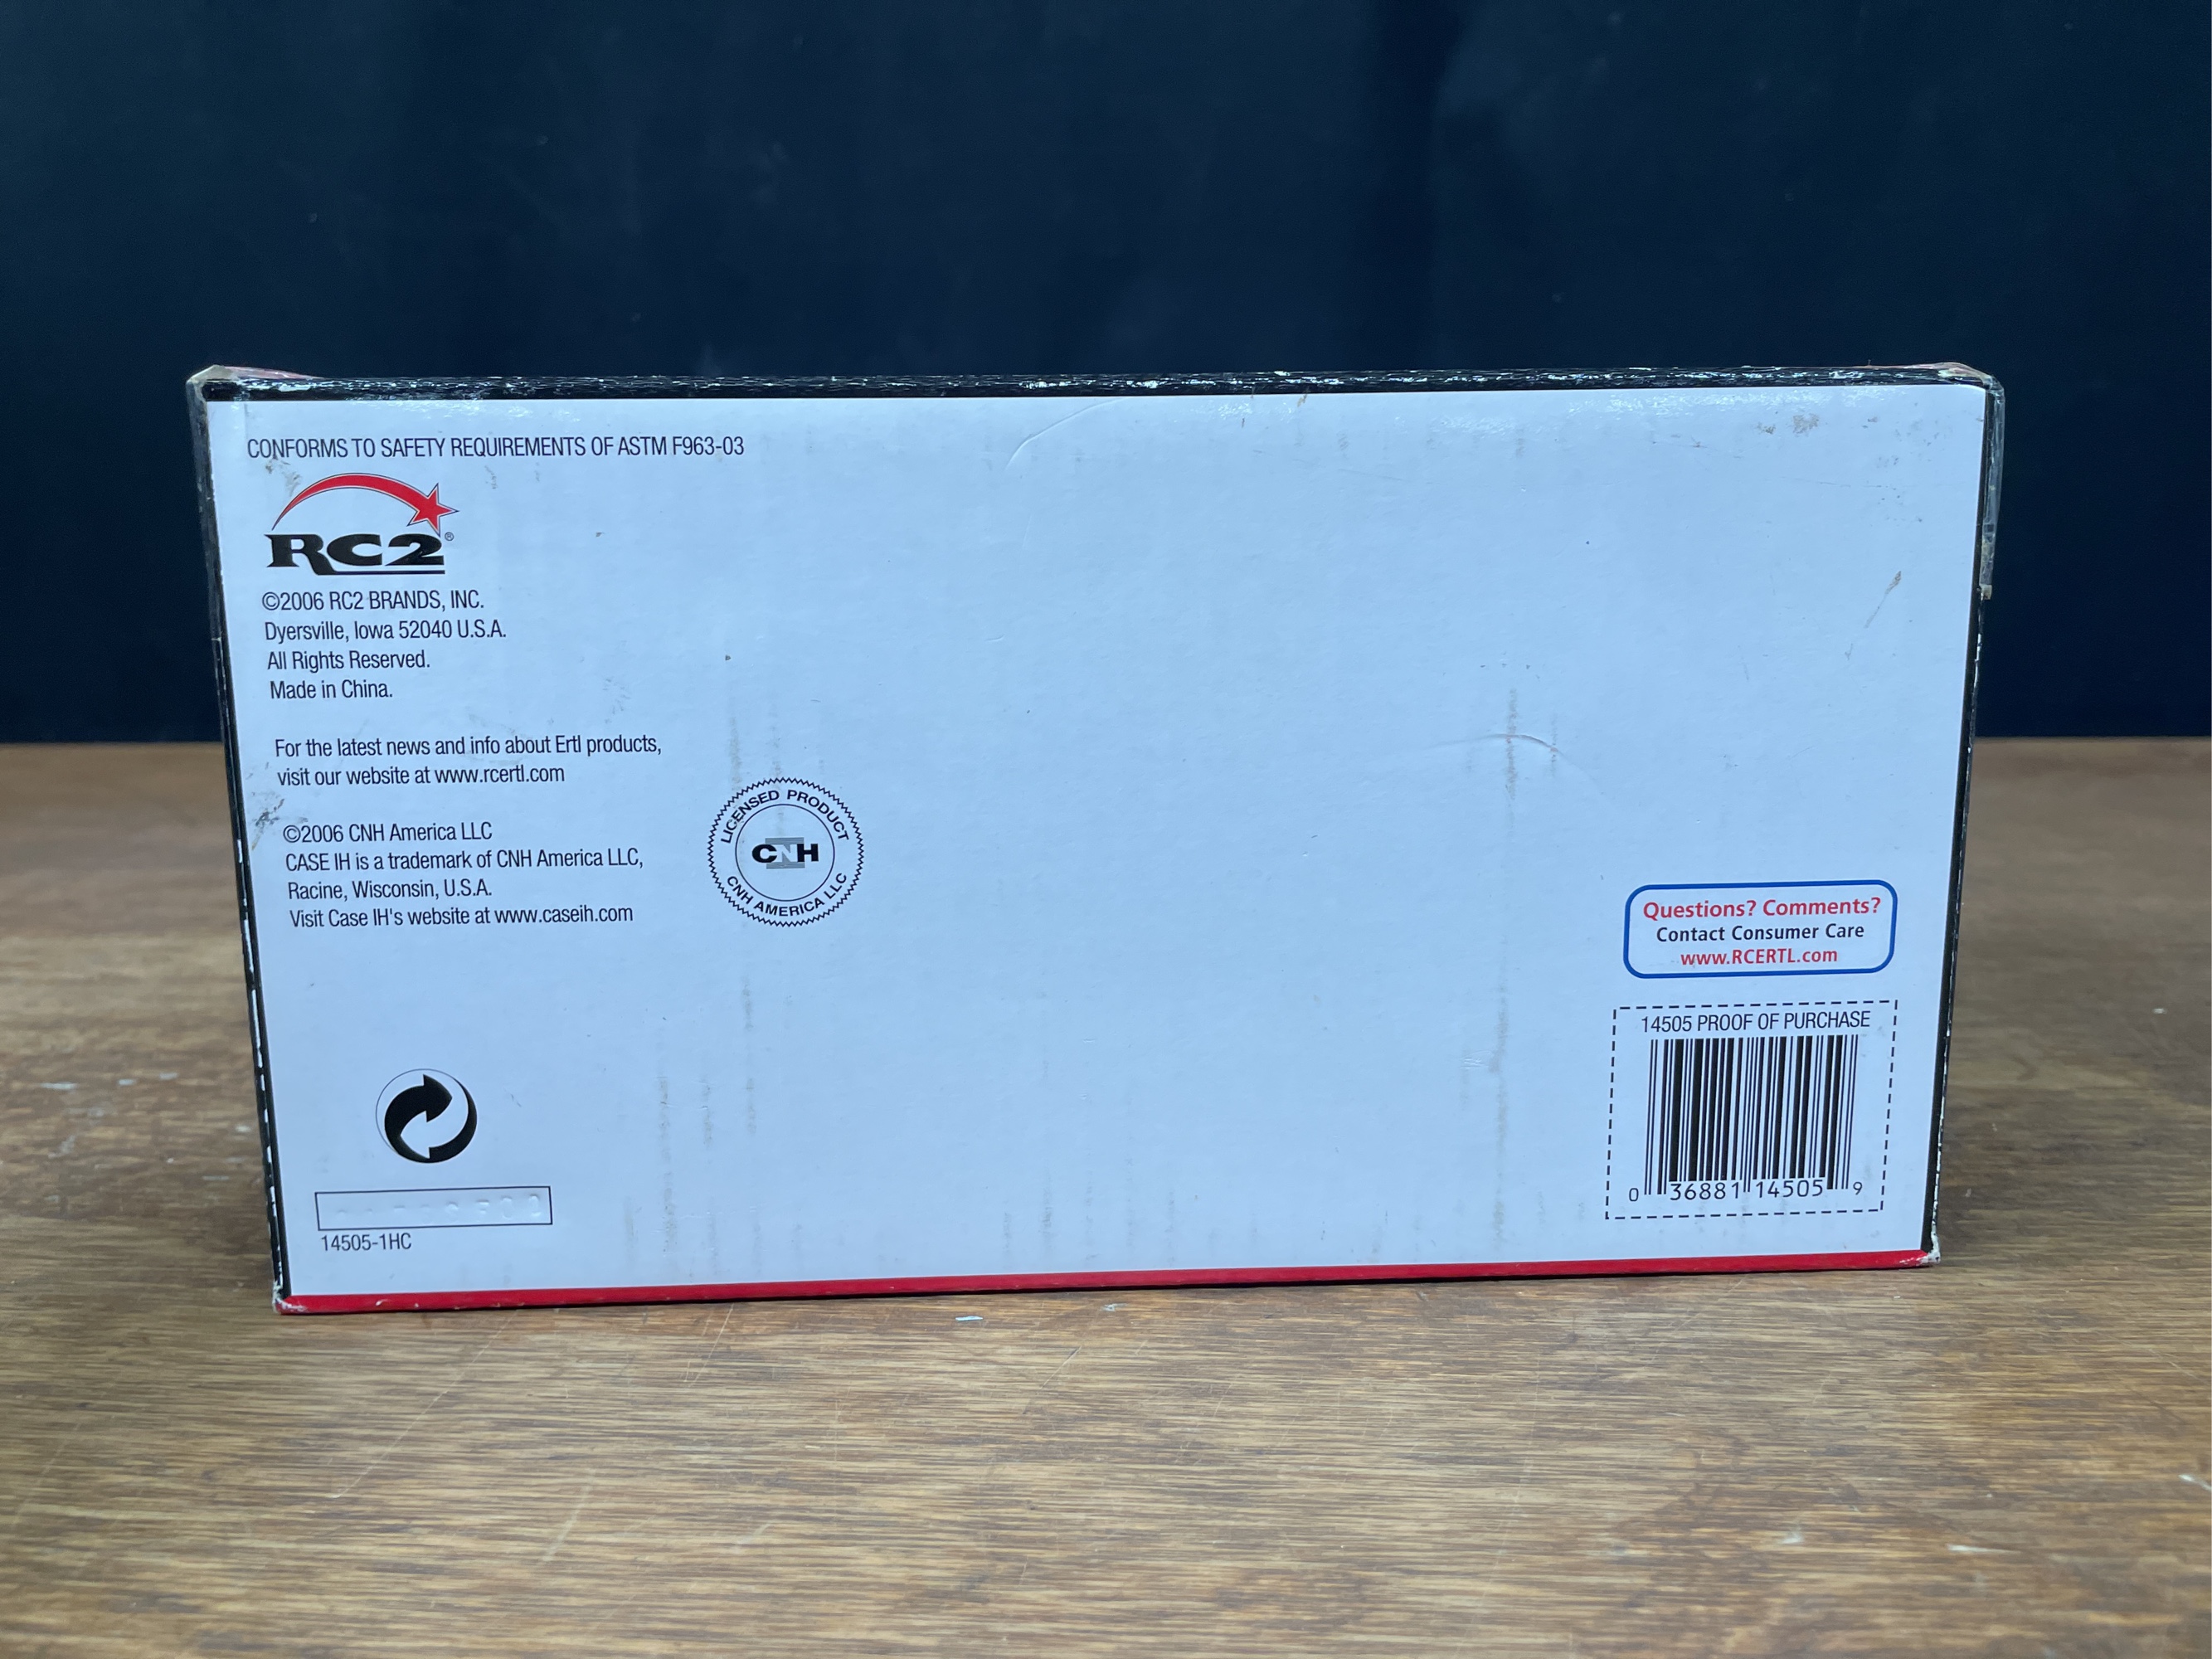 CONFORMS TO SAFETY REQUIREMENTS OF ASTM F963-03
RC2®
©2006 RC2 BRANDS, INC.
Dyersville, Iowa 52040 U.S.A.
All Rights Reserved.
Made in China.
For the latest news and info about Ertl products,
visit our website at www.rcertl.com
©2006 CNH America LLC
CASE IH is a trademark of CNH America LLC,
Racine, Wisconsin, U.S.A.
Visit Case IH's website at www.caseih.com
LICENSED PRODUCT
CNH
CNH AMERICA LLC
Questions? Comments?
Contact Consumer Care
www.RCERTL.com
14505 PROOF OF PURCHASE
0 36881 14505 9
14505-1HC